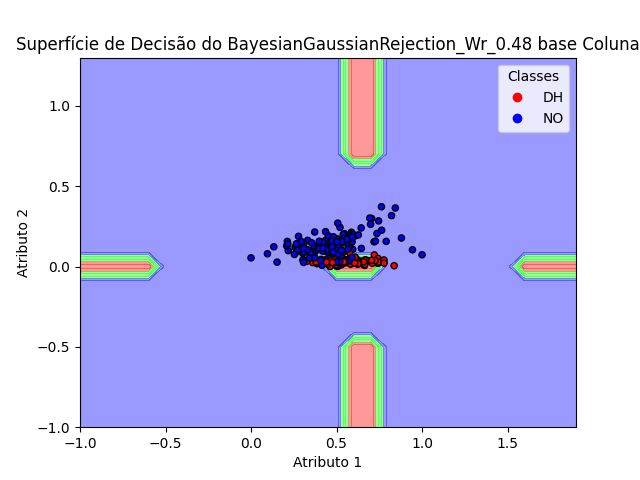 Superfície de Decisão do BayesianGaussianRejection_Wr_0.48 base Coluna
Classes
DH
NO
Atributo 2
1.0
0.5
0.0
−0.5
−1.0
−1.0
−0.5
0.0
0.5
1.0
1.5
Atributo 1